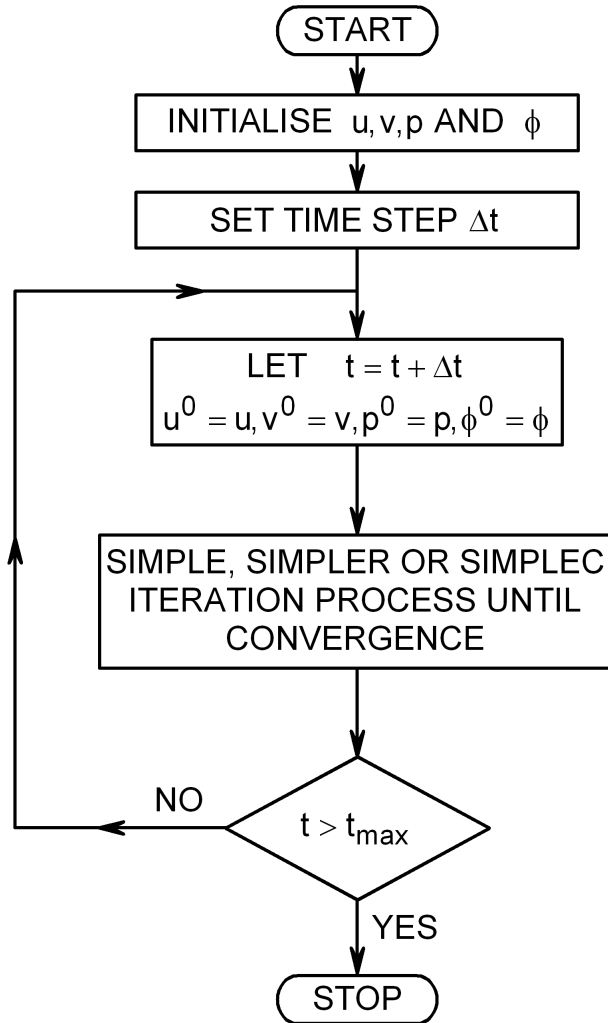 START
INITIALISE u, v, p AND ϕ
SET TIME STEP Δt
LET t = t + Δt
u⁰ = u, v⁰ = v, p⁰ = p, ϕ⁰ = ϕ
SIMPLE, SIMPLER OR SIMPLEC
ITERATION PROCESS UNTIL
CONVERGENCE
NO
t > t_max
YES
STOP